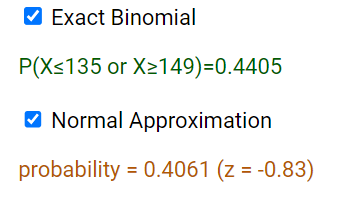 Exact Binomial
P(X≤135 or X≥149)=0.4405
Normal Approximation
probability = 0.4061 (z = -0.83)